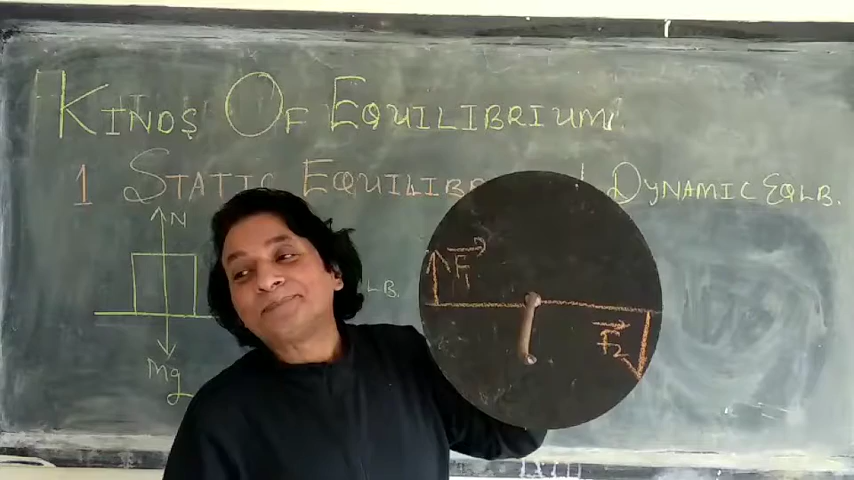 KINDS OF EQUILIBRIUM
1 STATIC EQUILIB
DYNAMIC EQLB.
N
F1
LB.
F2
Mg